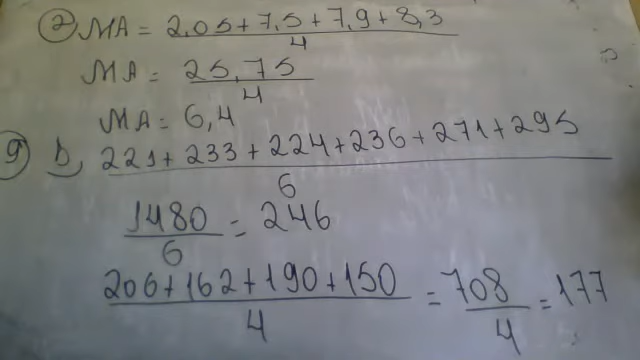 2 MA = 2,05 + 7,5 + 7,9 + 8,3 / 4
MA = 25,75 / 4
MA = 6,4
9 b, 221 + 233 + 224 + 236 + 271 + 295 / 6
1480 / 6 = 246
206 + 162 + 190 + 150 / 4 = 708 / 4 = 177